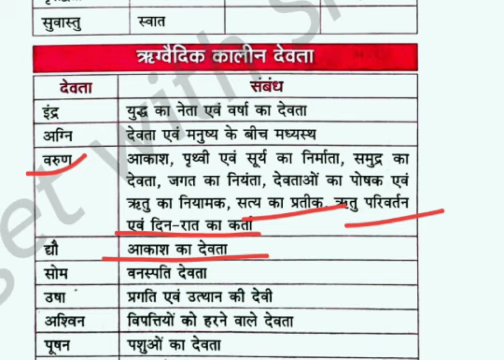 सुवास्तु स्वात
ऋग्वैदिक कालीन देवता
देवता संबंध
इंद्र युद्ध का नेता एवं वर्षा का देवता
अग्नि देवता एवं मनुष्य के बीच मध्यस्थ
वरुण आकाश, पृथ्वी एवं सूर्य का निर्माता, समुद्र का
देवता, जगत का नियंता, देवताओं का पोषक एवं
ऋतु का नियामक, सत्य का प्रतीक, ऋतु परिवर्तन
एवं दिन-रात का कर्ता
द्यौ आकाश का देवता
सोम वनस्पति देवता
उषा प्रगति एवं उत्थान की देवी
अश्विन विपत्तियों को हरने वाले देवता
पूषन पशुओं का देवता